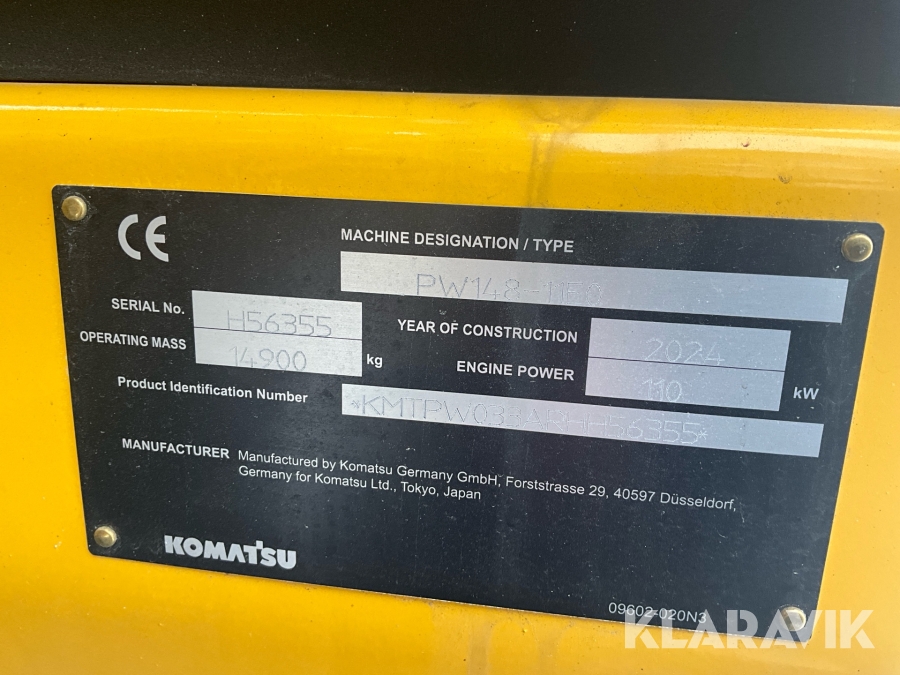 CE
MACHINE DESIGNATION / TYPE
PW148-11E0
SERIAL No. H56355
YEAR OF CONSTRUCTION 2024
OPERATING MASS 14900 kg
ENGINE POWER 110 kW
Product Identification Number
MANUFACTURER Manufactured by Komatsu Germany GmbH, Forststrasse 29, 40597 Düsseldorf,
Germany for Komatsu Ltd., Tokyo, Japan
KOMATSU
09602-020N3
KLARAVIK